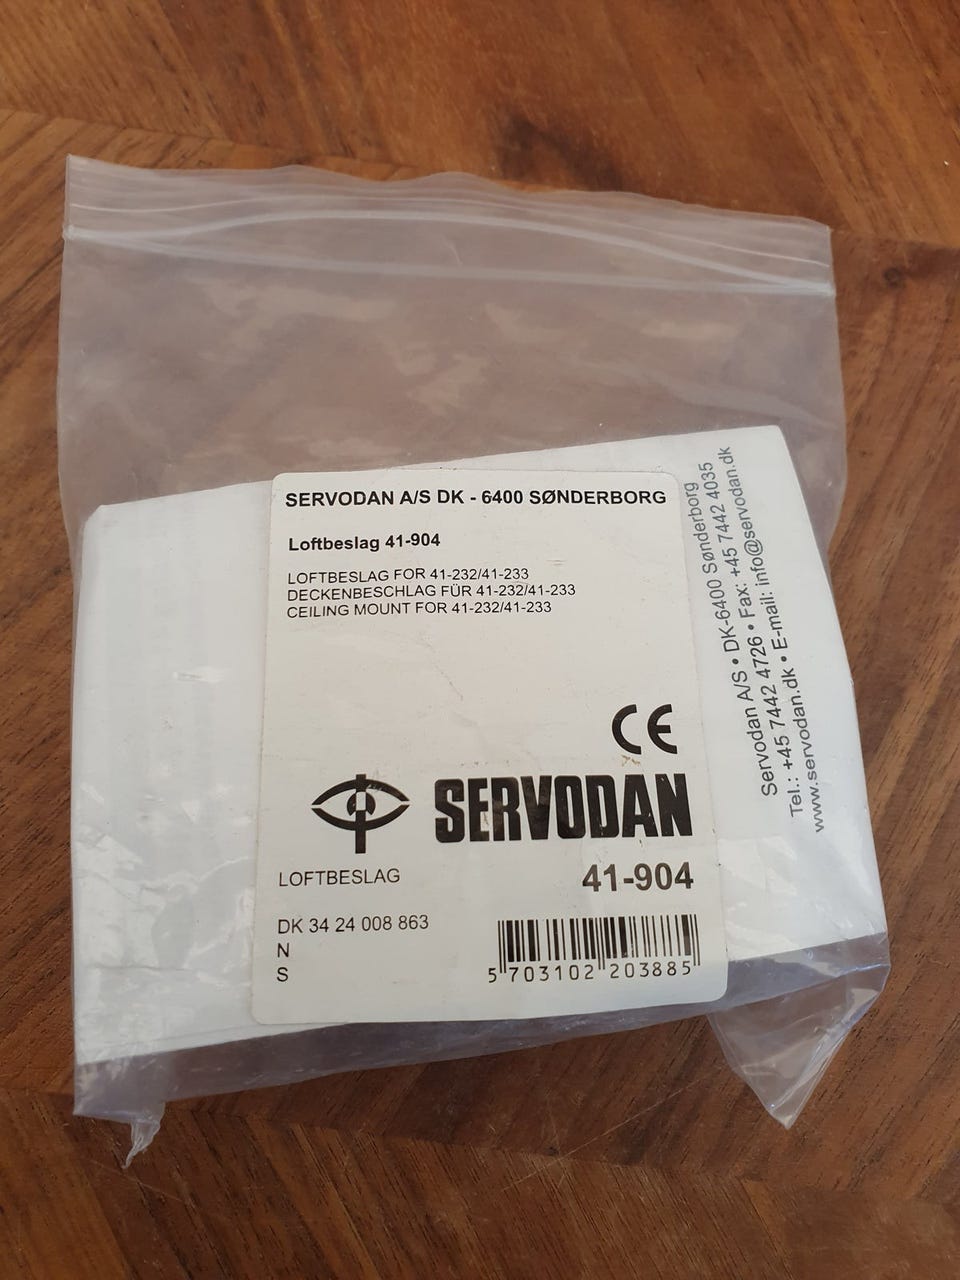 SERVODAN A/S DK - 6400 SØNDERBORG
Loftbeslag 41-904
LOFTBESLAG FOR 41-232/41-233
DECKENBESCHLAG FÜR 41-232/41-233
CEILING MOUNT FOR 41-232/41-233
CE
SERVODAN
LOFTBESLAG
41-904
DK 34 24 008 863
N
S
5 703102 203885
Servodan A/S • DK-6400 Sønderborg
Tel.: +45 7442 4726 • Fax: +45 7442 4035
www.servodan.dk • E-mail: info@servodan.dk